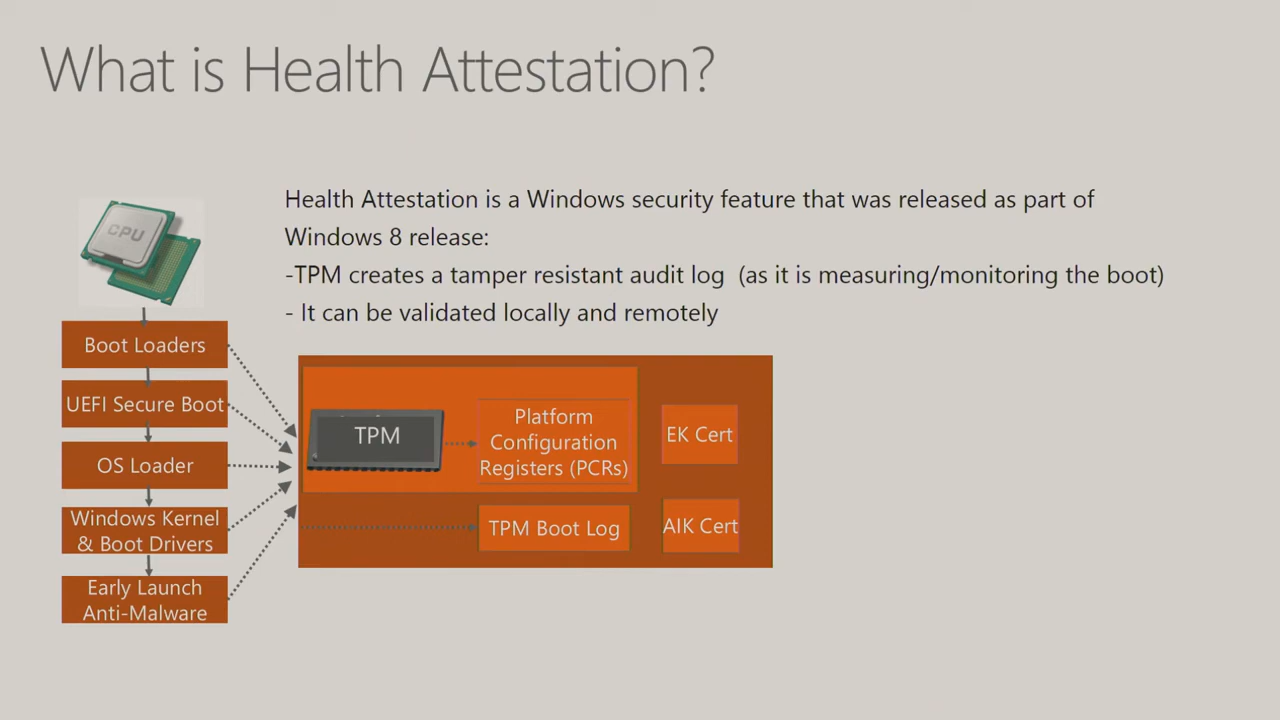 What is Health Attestation?
Health Attestation is a Windows security feature that was released as part of
Windows 8 release:
-TPM creates a tamper resistant audit log (as it is measuring/monitoring the boot)
- It can be validated locally and remotely
CPU
Boot Loaders
UEFI Secure Boot
OS Loader
Windows Kernel
& Boot Drivers
Early Launch
Anti-Malware
TPM
Platform
Configuration
Registers (PCRs)
TPM Boot Log
EK Cert
AIK Cert